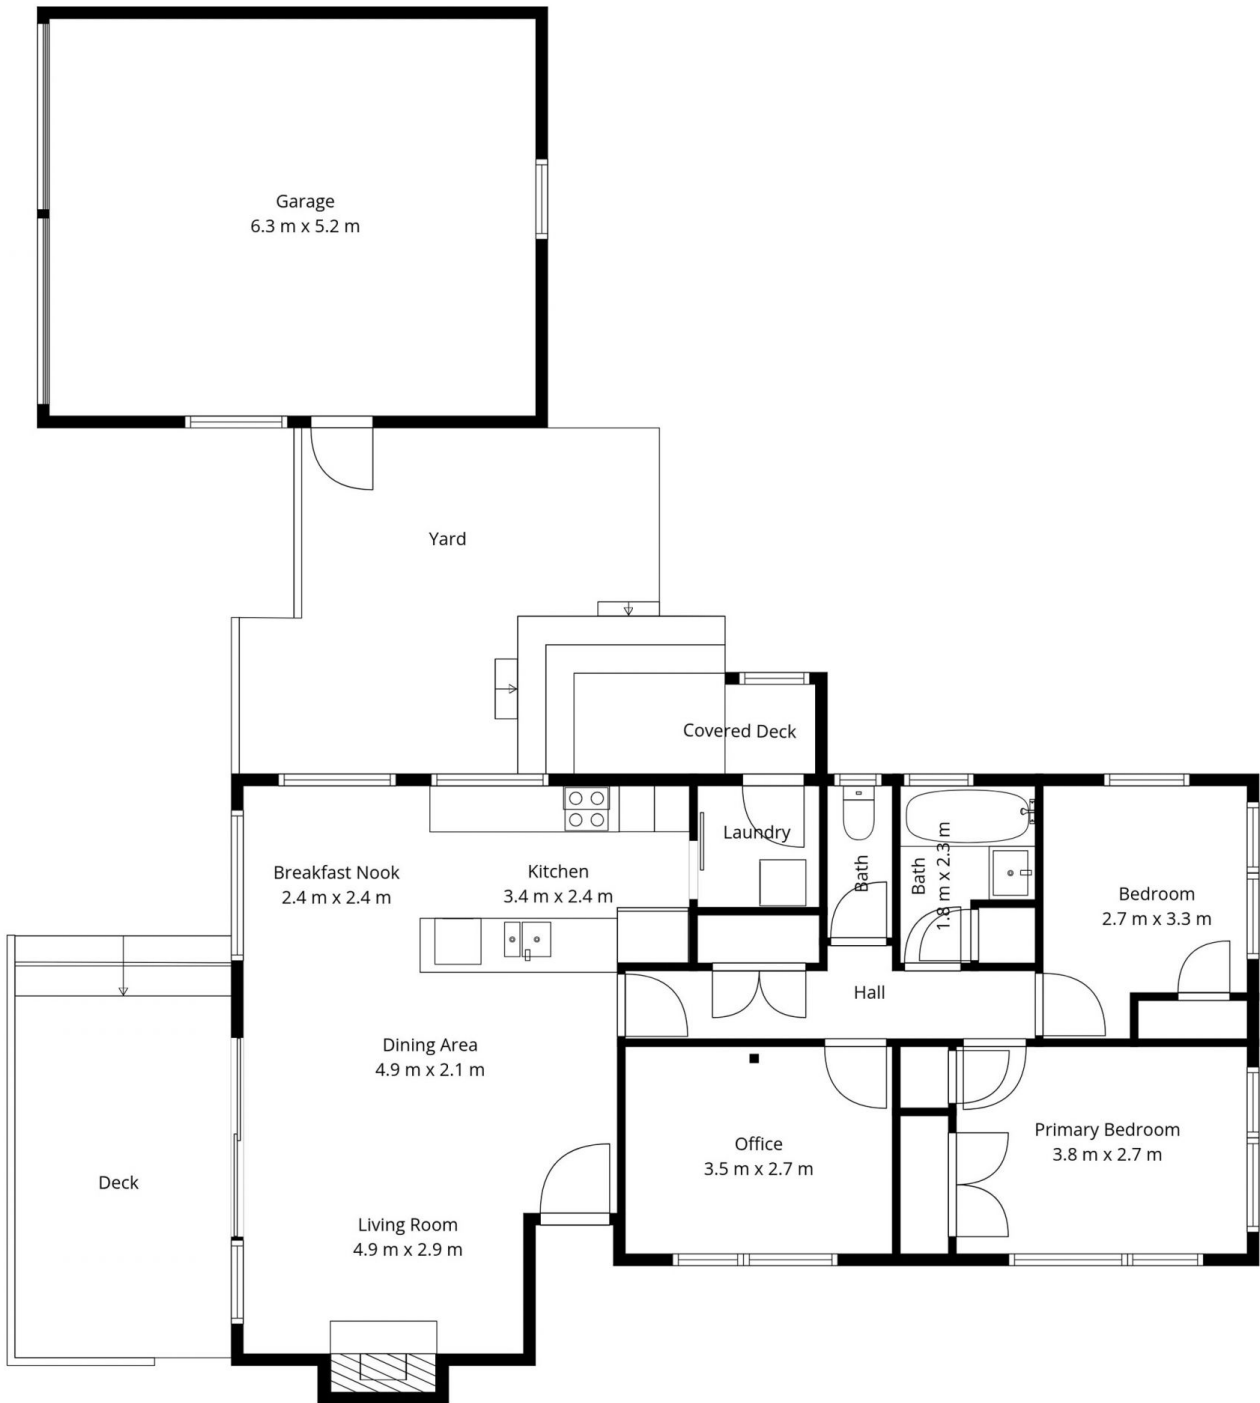 Garage
6.3 m x 5.2 m
Yard
Covered Deck
Laundry
Breakfast Nook
2.4 m x 2.4 m
Kitchen
3.4 m x 2.4 m
Bath
Bath
1.8 m x 2.3 m
Bedroom
2.7 m x 3.3 m
Hall
Dining Area
4.9 m x 2.1 m
Deck
Living Room
4.9 m x 2.9 m
Office
3.5 m x 2.7 m
Primary Bedroom
3.8 m x 2.7 m